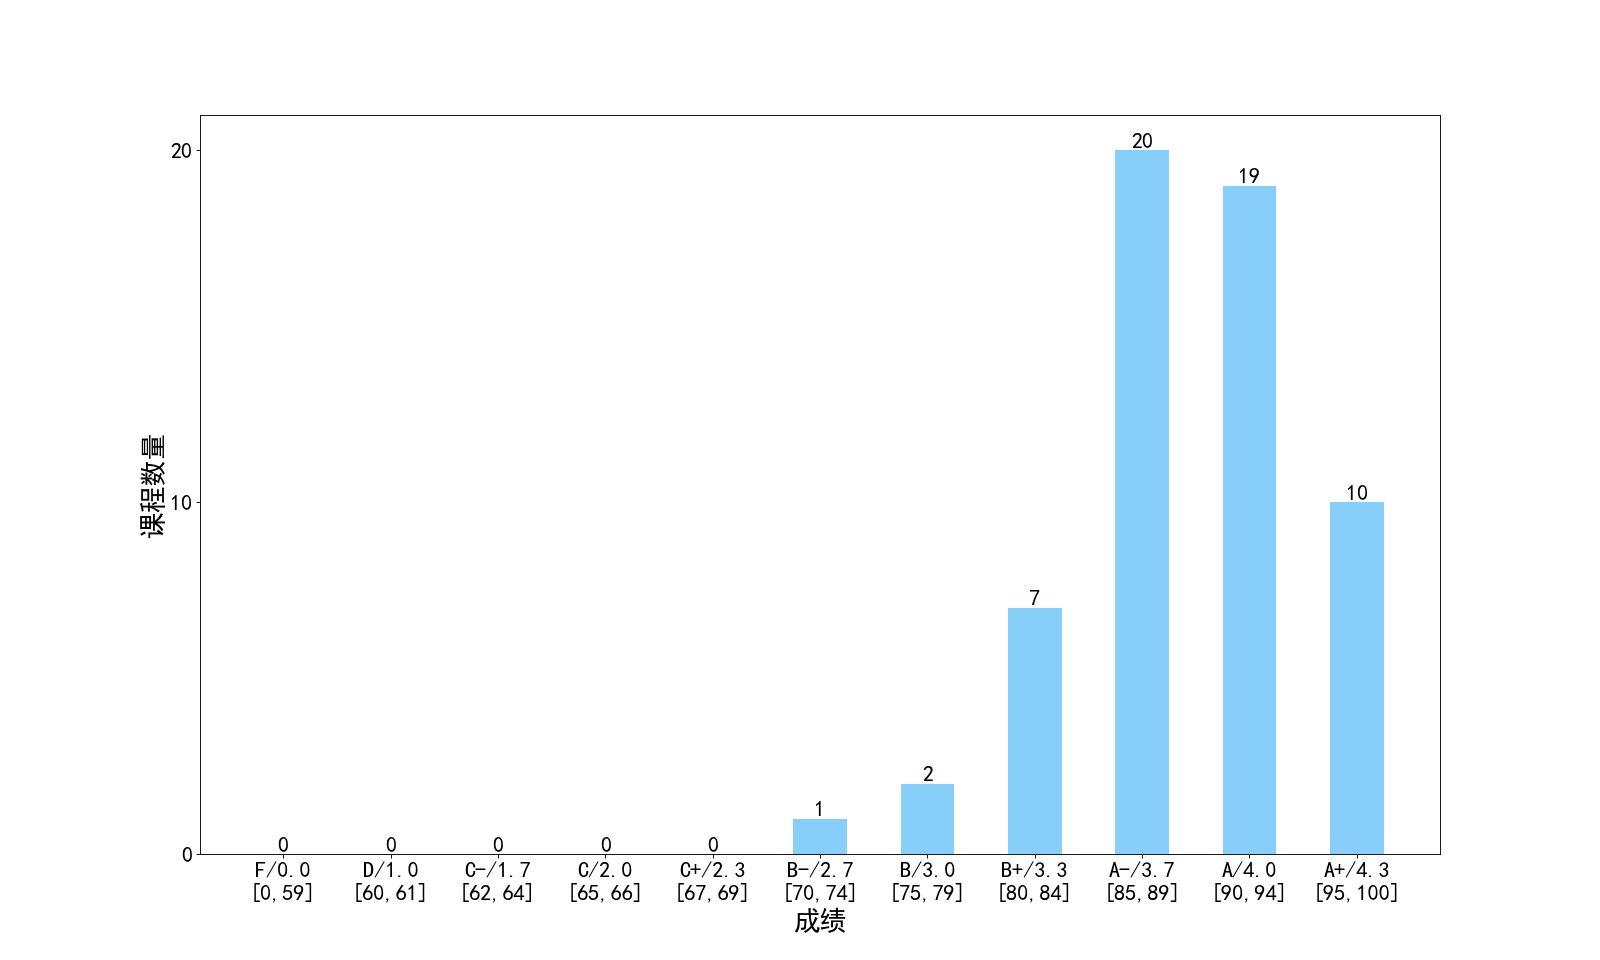 课程数量
20
10
0
0
0
0
0
0
1
2
7
20
19
10
F/0.0
[0,59]
D/1.0
[60,61]
C-/1.7
[62,64]
C/2.0
[65,66]
C+/2.3
[67,69]
B-/2.7
[70,74]
B/3.0
[75,79]
B+/3.3
[80,84]
A-/3.7
[85,89]
A/4.0
[90,94]
A+/4.3
[95,100]
成绩